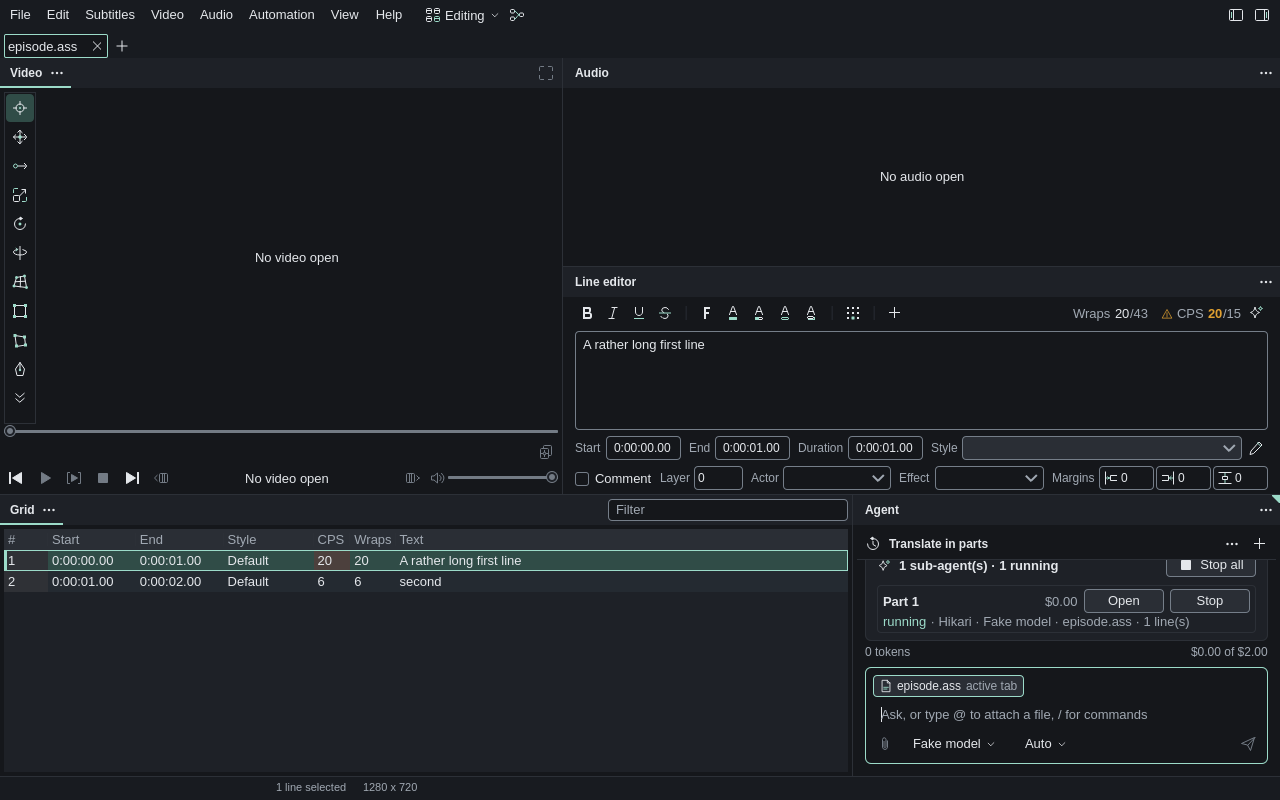 File Edit Subtitles Video Audio Automation View Help Editing
episode.ass
Video
Audio
No video open
No audio open
Line editor
B I U S F A A A A Wraps 20/43 CPS 20/15
A rather long first line
Start 0:00:00.00 End 0:00:01.00 Duration 0:00:01.00 Style
No video open
Comment Layer 0 Actor Effect Margins 0 0 0
Grid
Filter
# Start End Style CPS Wraps Text
1 0:00:00.00 0:00:01.00 Default 20 20 A rather long first line
2 0:00:01.00 0:00:02.00 Default 6 6 second
Agent
Translate in parts
1 sub-agent(s) · 1 running Stop all
Part 1 $0.00 Open Stop
running · Hikari · Fake model · episode.ass · 1 line(s)
0 tokens $0.00 of $2.00
episode.ass active tab
Ask, or type @ to attach a file, / for commands
Fake model Auto
1 line selected 1280 x 720